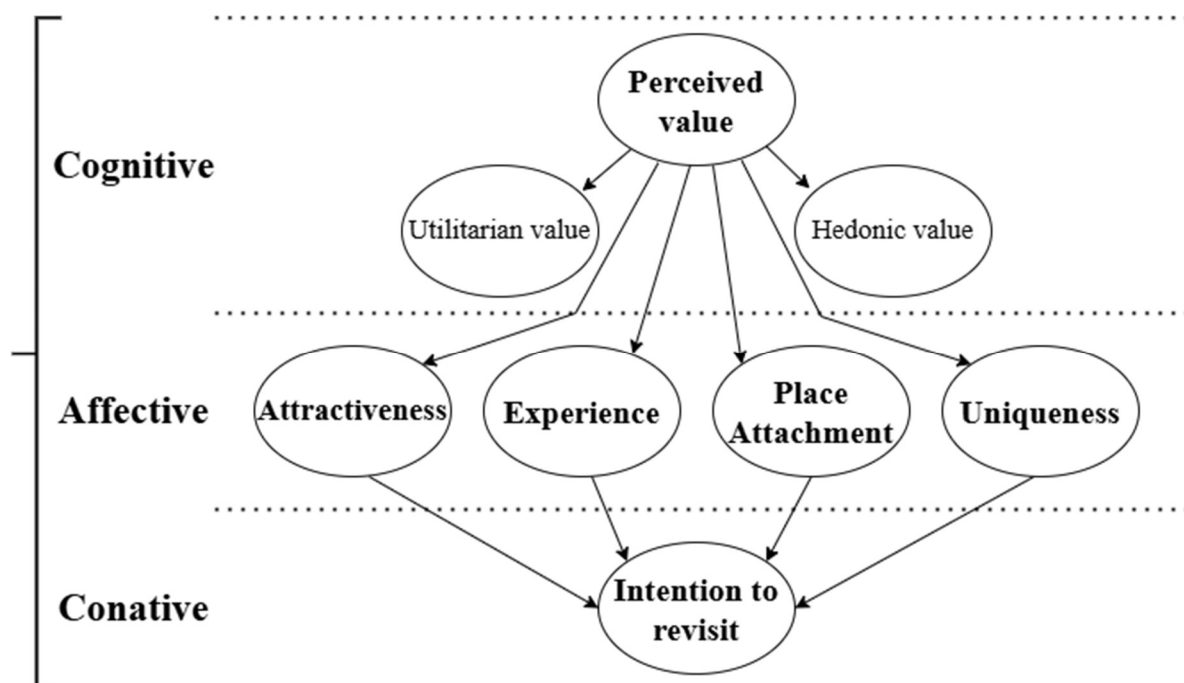 Perceived
value
Cognitive
Utilitarian value
Hedonic value
Affective
Attractiveness
Experience
Place
Attachment
Uniqueness
Conative
Intention to
revisit